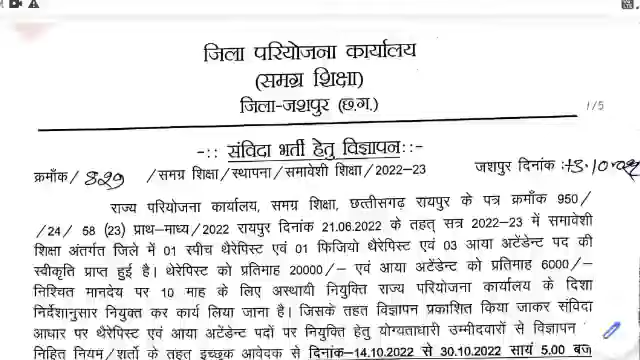 जिला परियोजना कार्यालय
(समग्र शिक्षा)
जिला-जशपुर (छ.ग.)
1/5
-:: संविदा भर्ती हेतु विज्ञापन::-
क्रमाँक/ 829 /समग्र शिक्षा/स्थापना/समावेशी शिक्षा/2022-23 जशपुर दिनांक :13.10.2022
राज्य परियोजना कार्यालय, समग्र शिक्षा, छत्तीसगढ़ रायपुर के पत्र क्रमाँक 950/
/24/ 58 (23) प्राथ-माध्य/2022 रायपुर दिनांक 21.06.2022 के तहत् सत्र 2022-23 में समावेशी
शिक्षा अंतर्गत जिले में 01 स्पीच थैरेपिस्ट एवं 01 फिजियो थैरेपिस्ट एवं 03 आया अटेंडेन्ट पद की
स्वीकृति प्राप्त हुई है। थेरेपिस्ट को प्रतिमाह 20000/- एवं आया अटेंडेन्ट को प्रतिमाह 6000/-
निश्चित मानदेय पर 10 माह के लिए अस्थायी नियुक्ति राज्य परियोजना कार्यालय के दिशा
निर्देशानुसार नियुक्त कर कार्य लिया जाना है। जिसके तहत विज्ञापन प्रकाशित किया जाकर संविदा
आधार पर थैरेपिस्ट एवं आया अटेंडेन्ट पदों पर नियुक्ति हेतु योग्यताधारी उम्मीदवारों से विज्ञापन
निहित नियम/शर्तो के तहत इच्छुक आवेदक से दिनांक-14.10.2022 से 30.10.2022 सायं 5.00 बजे